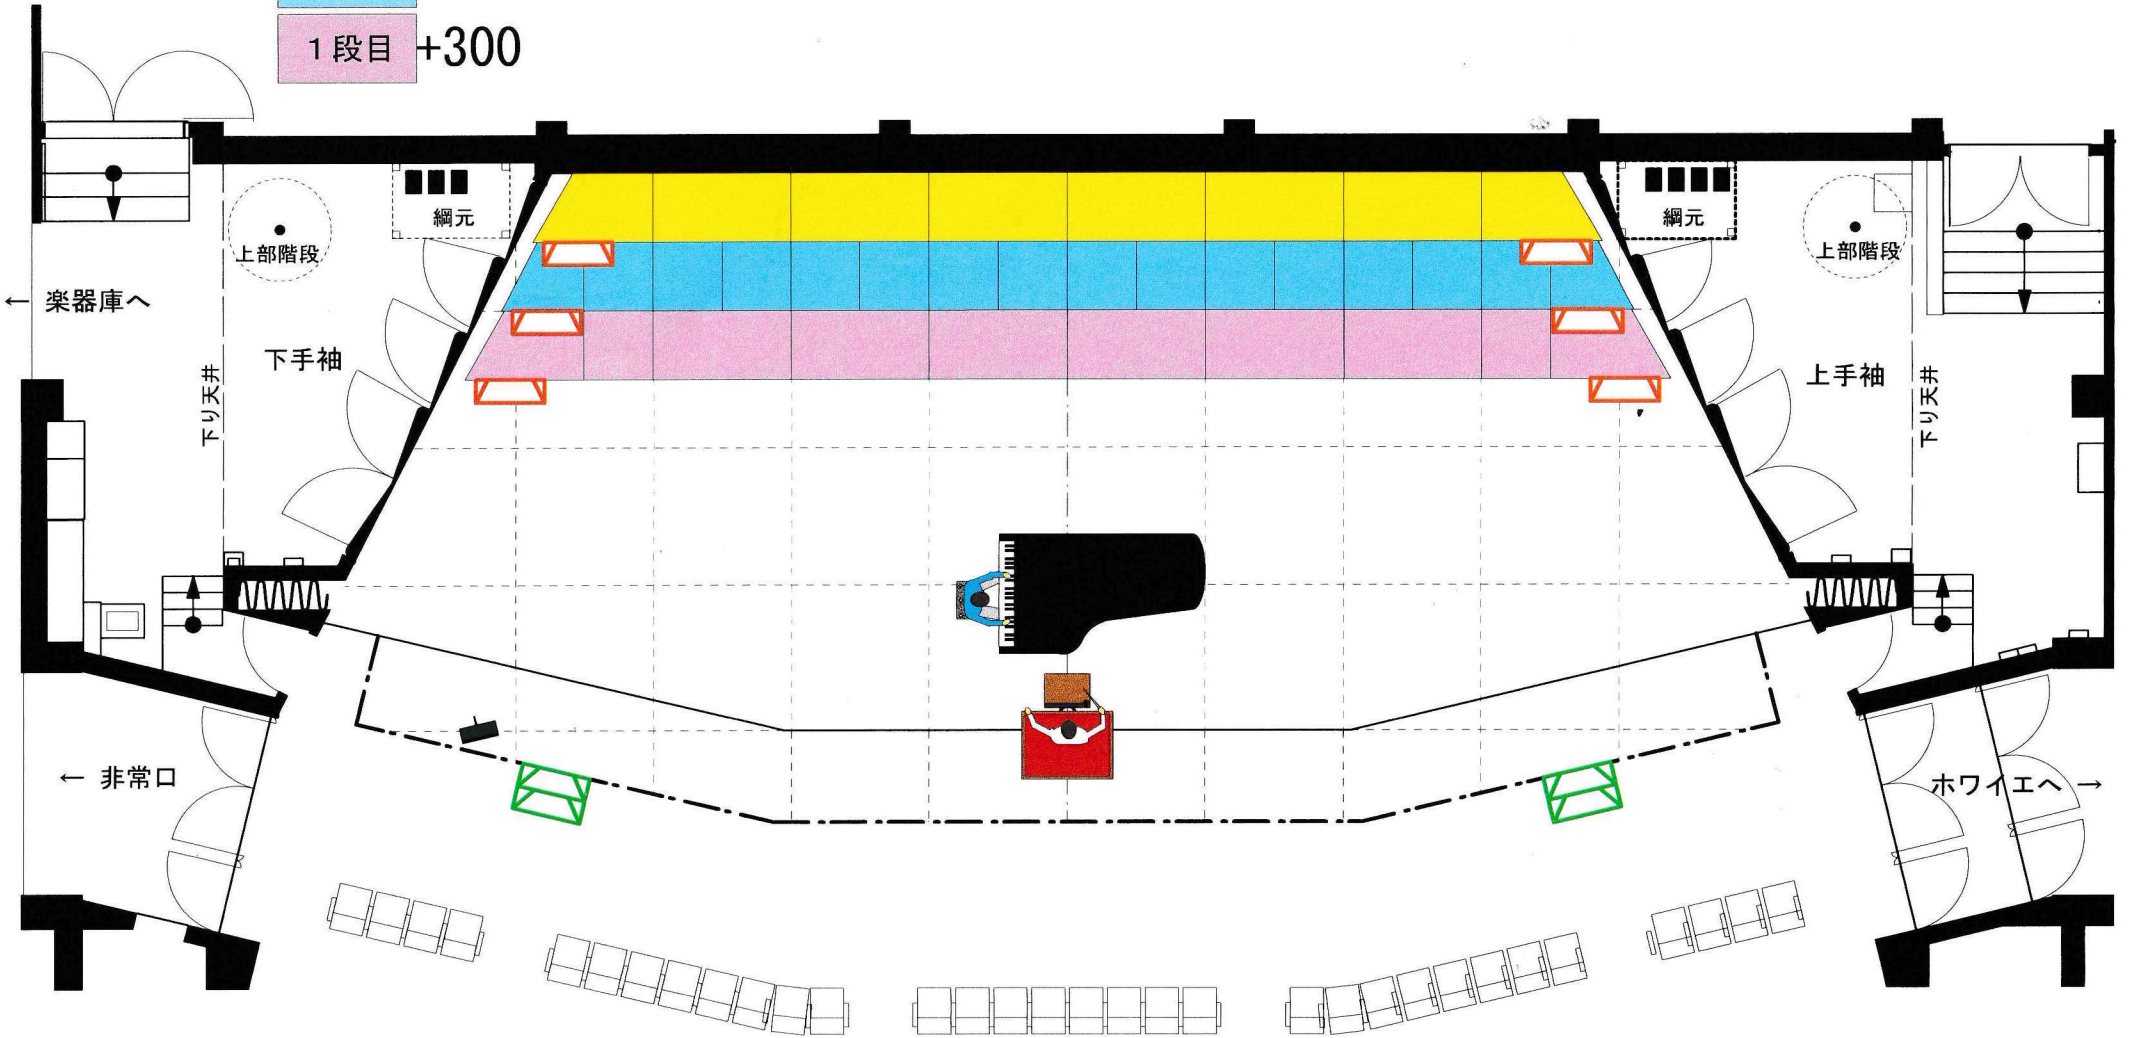 1段目 +300
綱元
綱元
上部階段
上部階段
← 楽器庫へ
下手袖
上手袖
下り天井
下り天井
← 非常口
ホワイエへ →